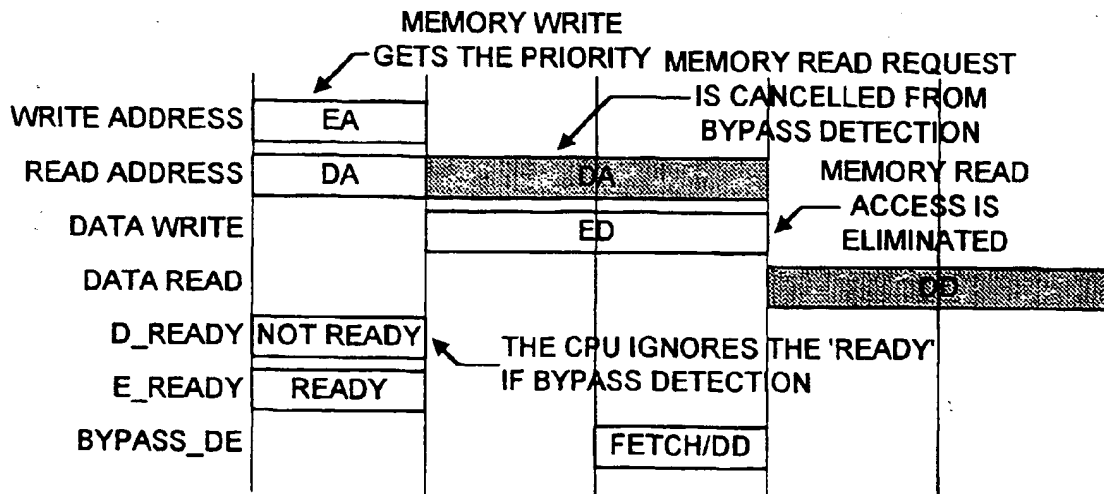 MEMORY WRITE
GETS THE PRIORITY
MEMORY READ REQUEST
IS CANCELLED FROM
BYPASS DETECTION
WRITE ADDRESS
EA
READ ADDRESS
DA
DA
MEMORY READ
ACCESS IS
ELIMINATED
DATA WRITE
ED
DATA READ
DD
D_READY
NOT READY
THE CPU IGNORES THE 'READY'
IF BYPASS DETECTION
E_READY
READY
BYPASS_DE
FETCH/DD